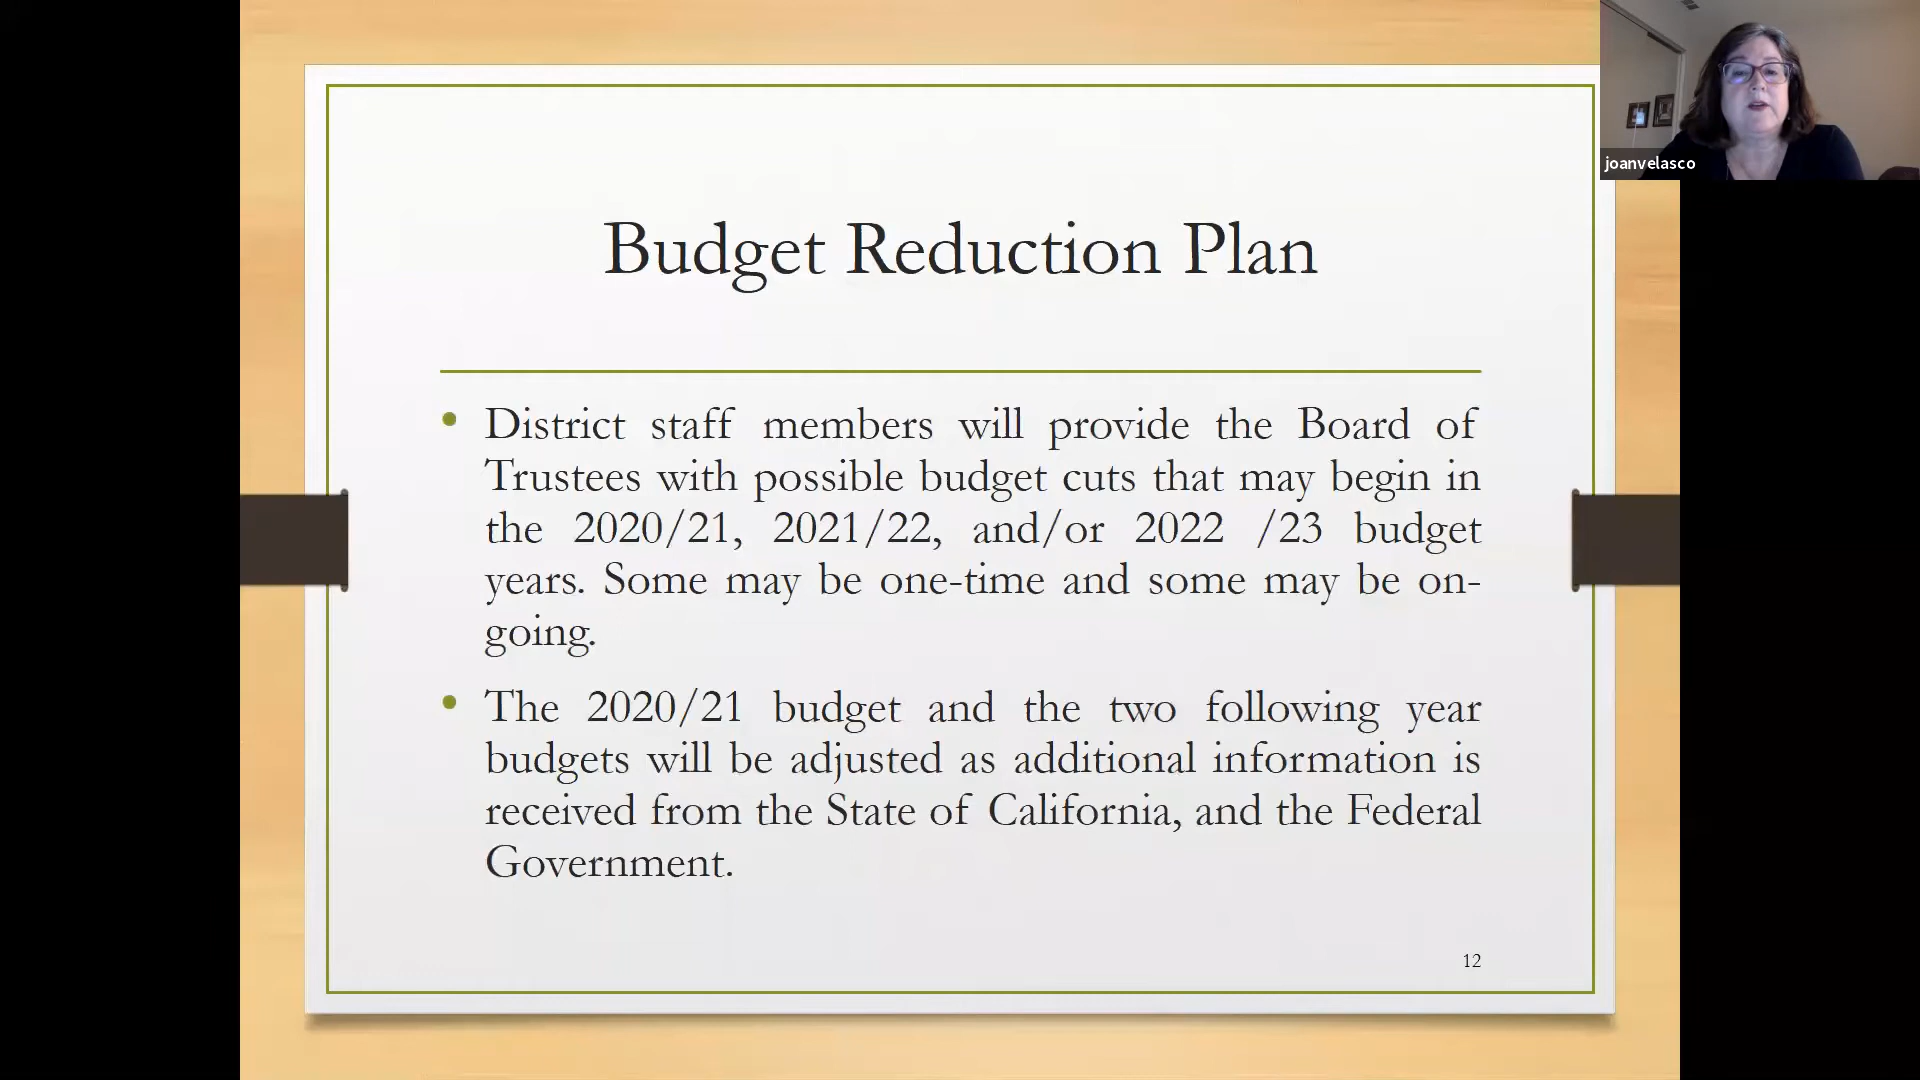 joanvelasco
Budget Reduction Plan
• District staff members will provide the Board of
Trustees with possible budget cuts that may begin in
the 2020/21, 2021/22, and/or 2022 /23 budget
years. Some may be one-time and some may be on-
going.
• The 2020/21 budget and the two following year
budgets will be adjusted as additional information is
received from the State of California, and the Federal
Government.
12